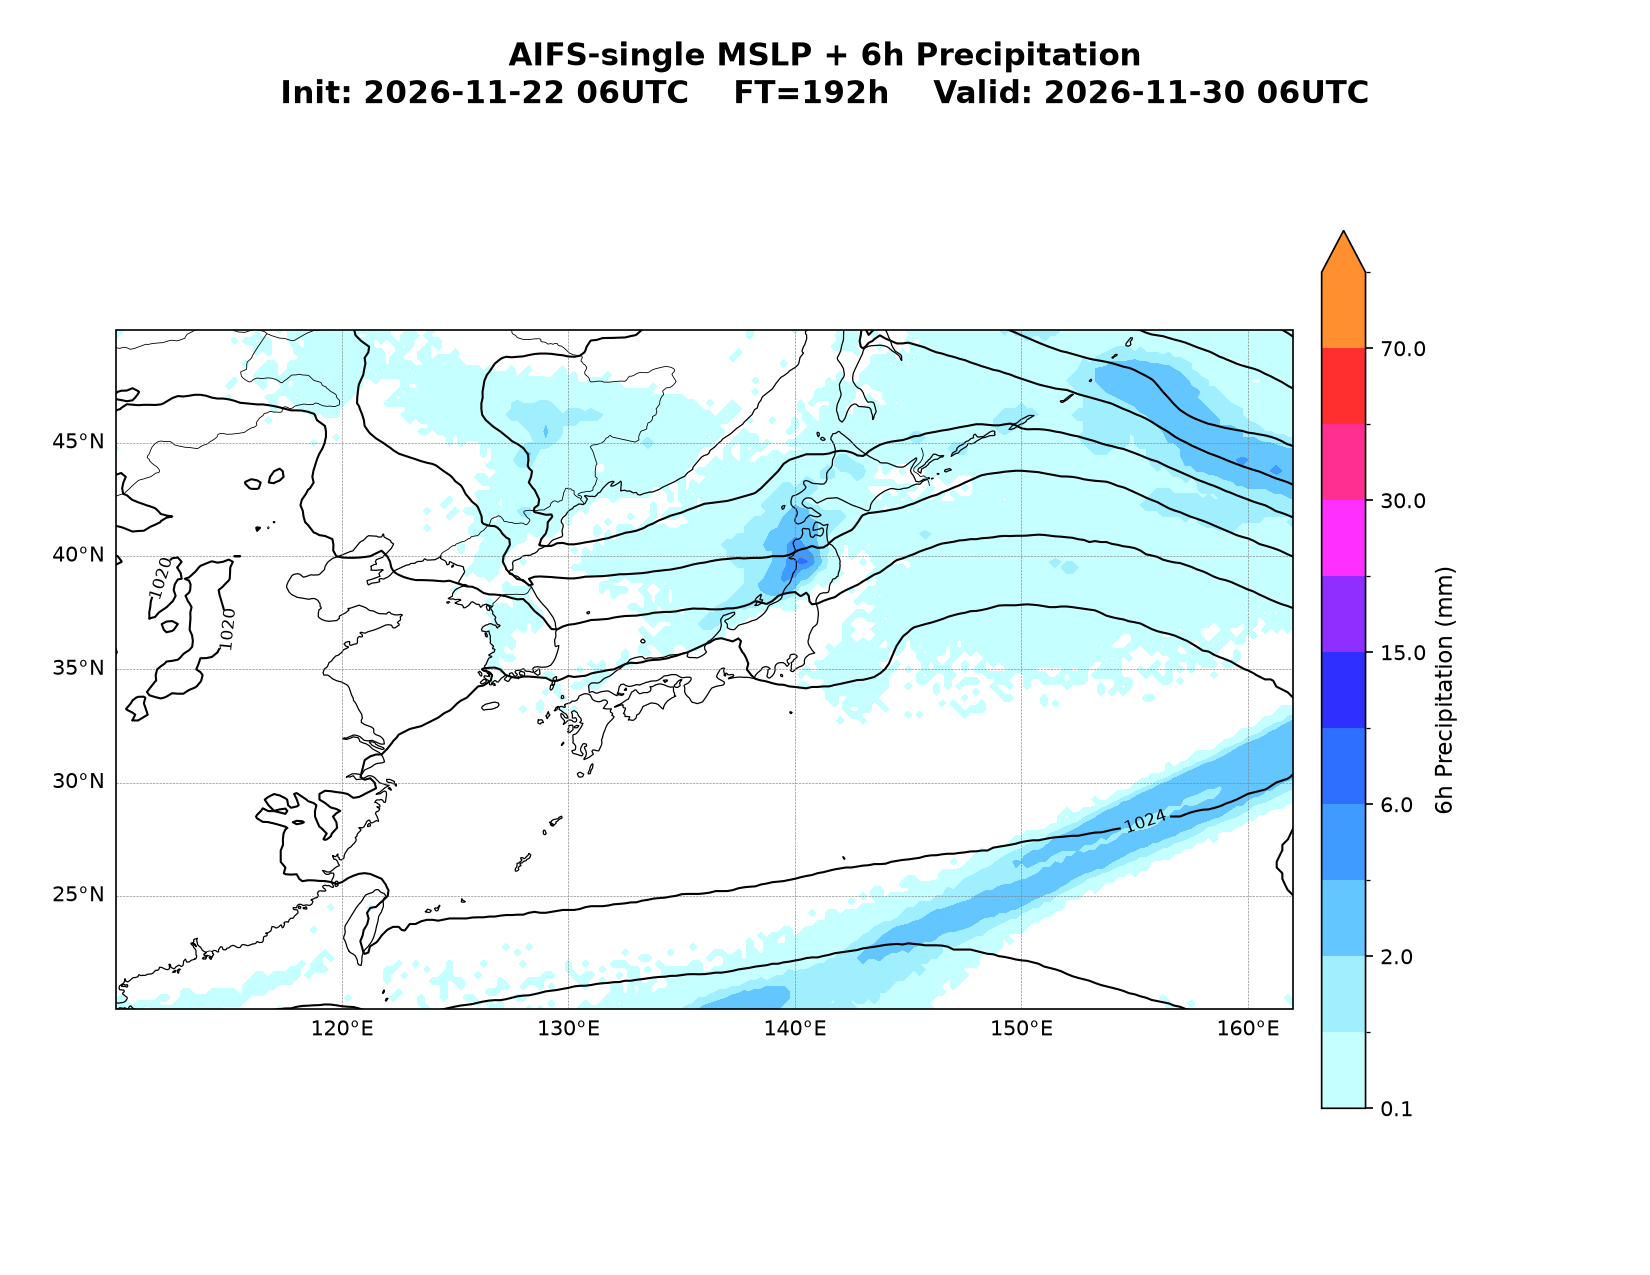 AIFS-single MSLP + 6h Precipitation
Init: 2026-11-22 06UTC    FT=192h    Valid: 2026-11-30 06UTC
70.0
30.0
15.0
6.0
2.0
0.1
6h Precipitation (mm)
45°N
40°N
35°N
30°N
25°N
1020
1020
1024
120°E
130°E
140°E
150°E
160°E